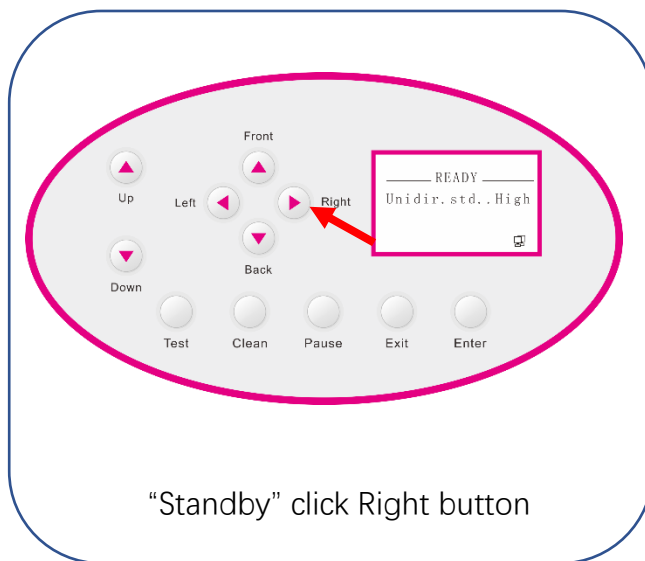 Front
READY
Up
Left
Right
Unidir.std..High
Back
Down
Test Clean Pause Exit Enter
“Standby” click Right button